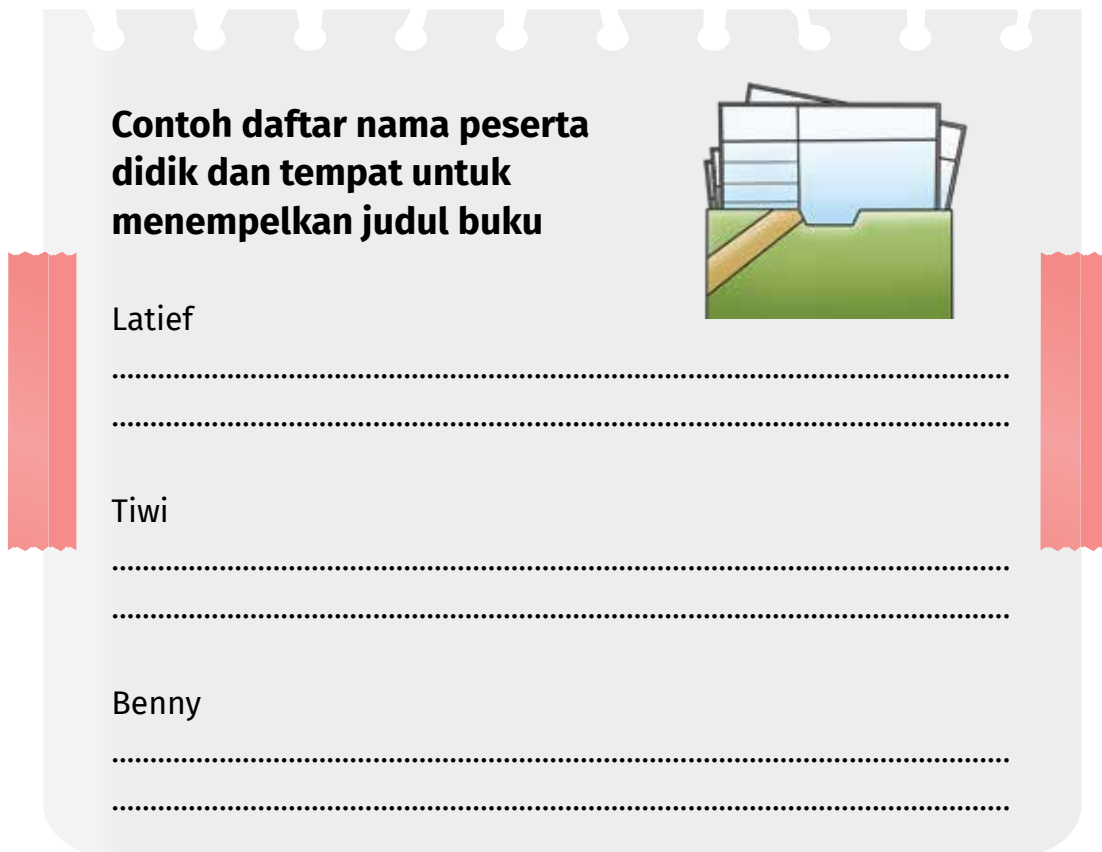 Contoh daftar nama peserta
didik dan tempat untuk
menempelkan judul buku
Latief
..........................................................................................................................
..........................................................................................................................
Tiwi
..........................................................................................................................
..........................................................................................................................
Benny
..........................................................................................................................
..........................................................................................................................